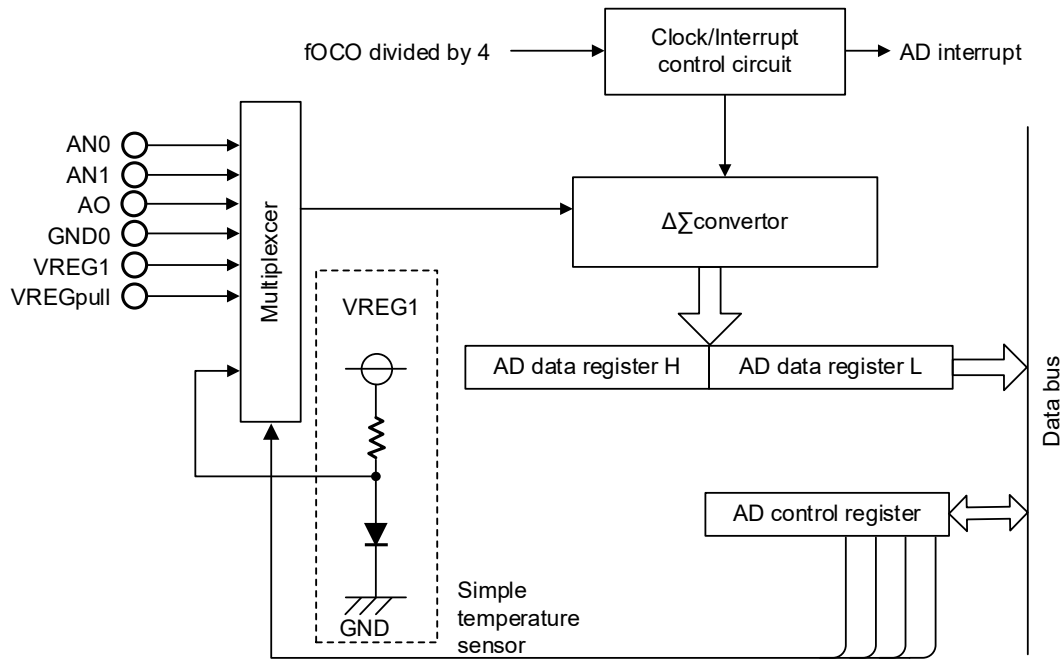 fOCO divided by 4
Clock/Interrupt
control circuit
AD interrupt
AN0
AN1
AO
GND0
VREG1
VREGpull
Multiplexcer
Δ∑convertor
VREG1
AD data register H
AD data register L
Data bus
AD control register
GND
Simple
temperature
sensor